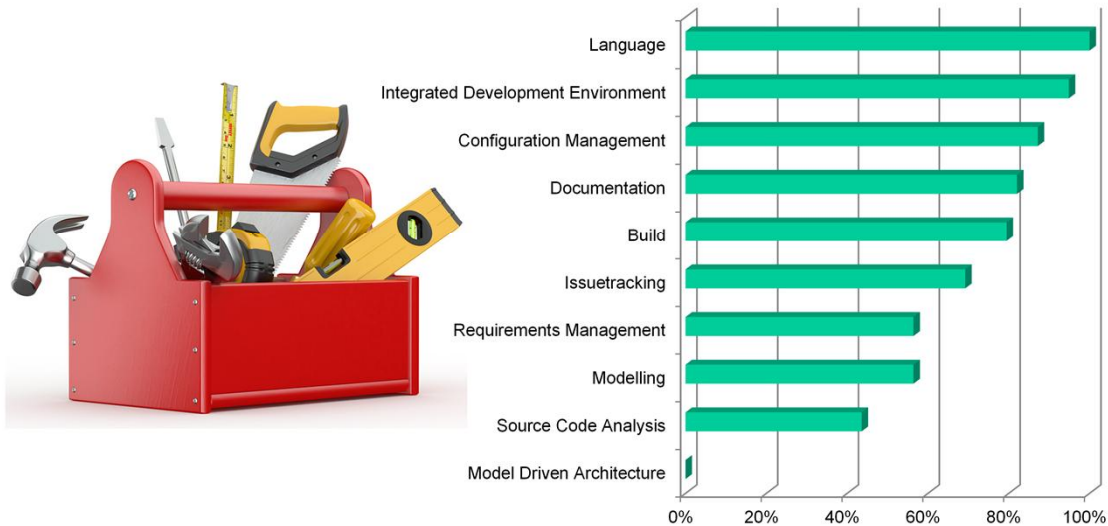 Language
Integrated Development Environment
Configuration Management
Documentation
Build
Issuetracking
Requirements Management
Modelling
Source Code Analysis
Model Driven Architecture
0% 20% 40% 60% 80% 100%